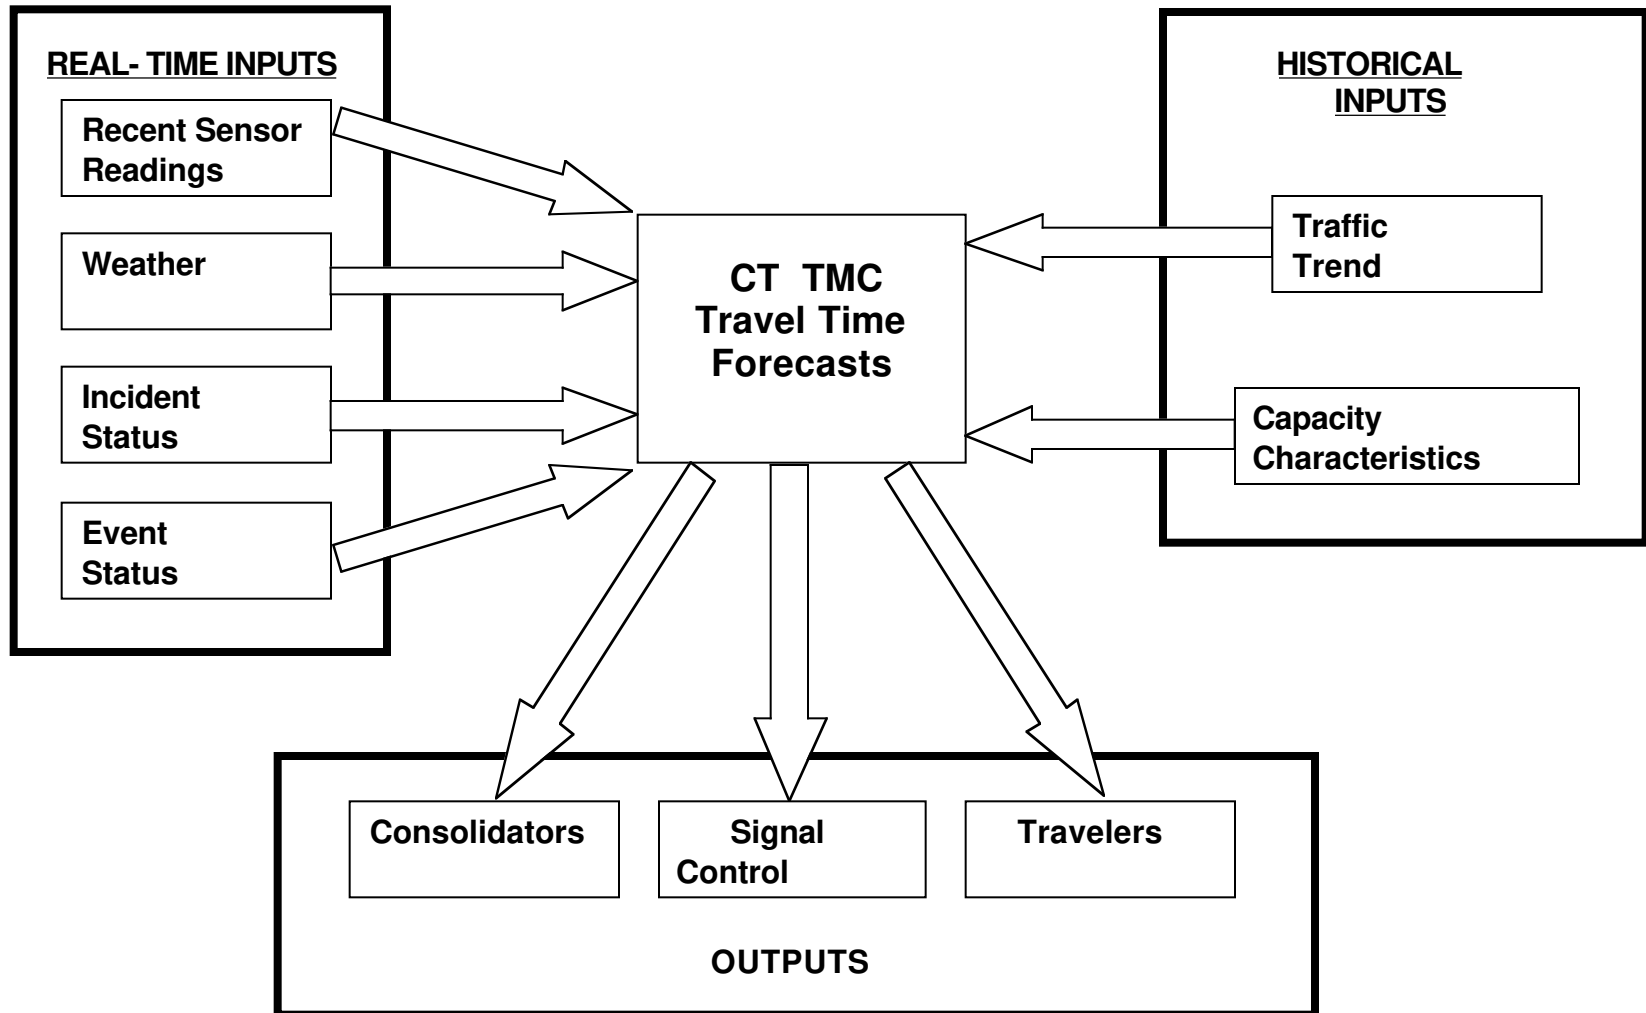 REAL- TIME INPUTS
Recent Sensor
Readings
Weather
Incident
Status
Event
Status
CT TMC
Travel Time
Forecasts
HISTORICAL
INPUTS
Traffic
Trend
Capacity
Characteristics
Consolidators
Signal
Control
Travelers
OUTPUTS